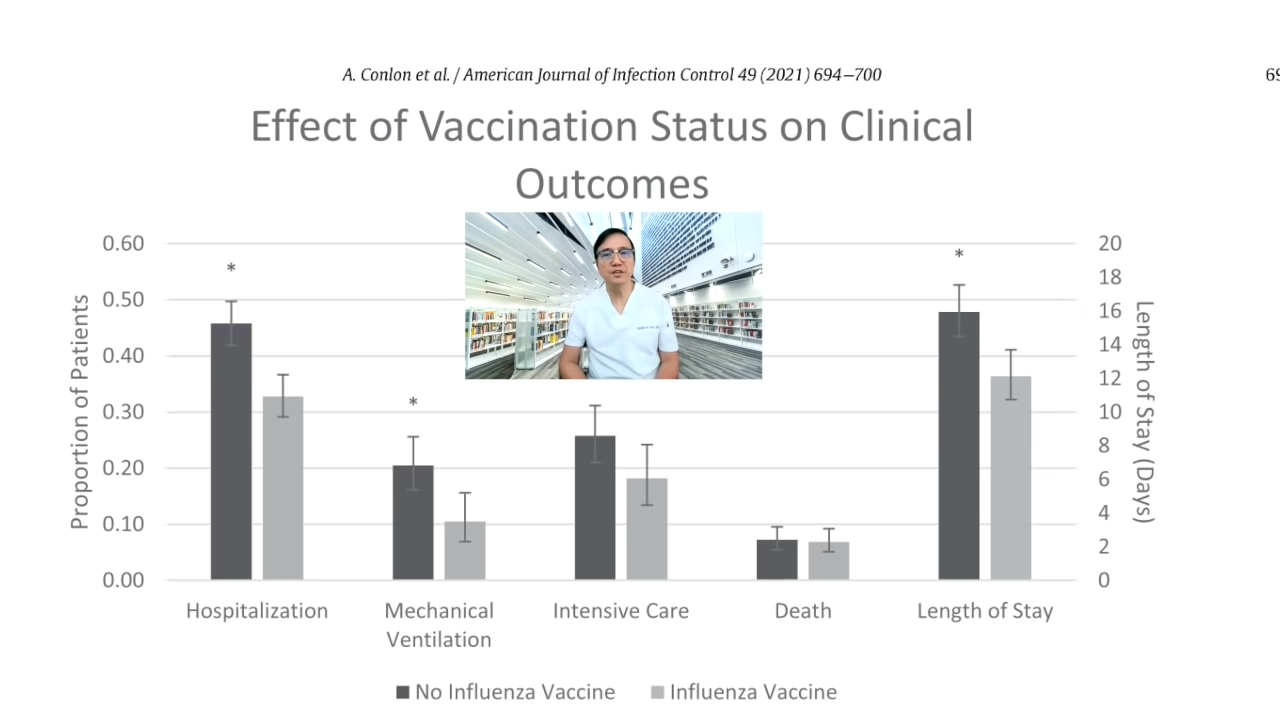 A. Conlon et al. / American Journal of Infection Control 49 (2021) 694–700
69
Effect of Vaccination Status on Clinical
Outcomes
0.60
0.50
0.40
0.30
0.20
0.10
0.00
Proportion of Patients
*
*
*
20
18
16
14
12
10
8
6
4
2
0
Length of Stay (Days)
Hospitalization
Mechanical
Ventilation
Intensive Care
Death
Length of Stay
No Influenza Vaccine
Influenza Vaccine